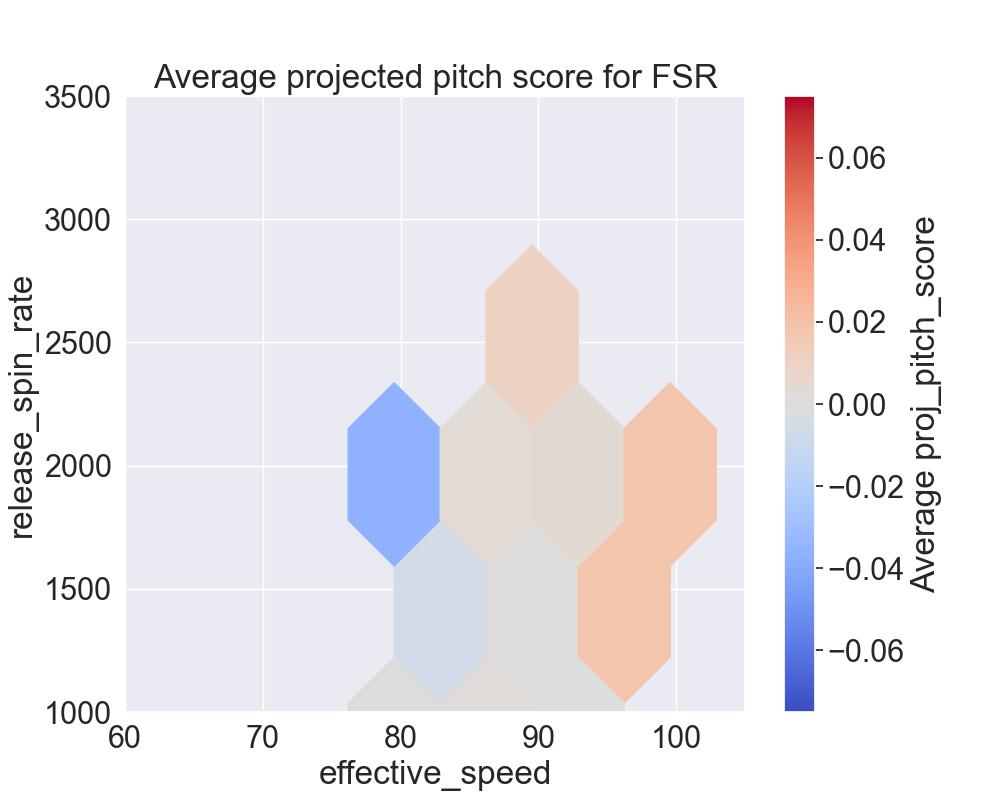 Average projected pitch score for FSR
3500
3000
2500
2000
1500
1000
release_spin_rate
60 70 80 90 100
effective_speed
0.06
0.04
0.02
0.00
−0.02
−0.04
−0.06
Average proj_pitch_score